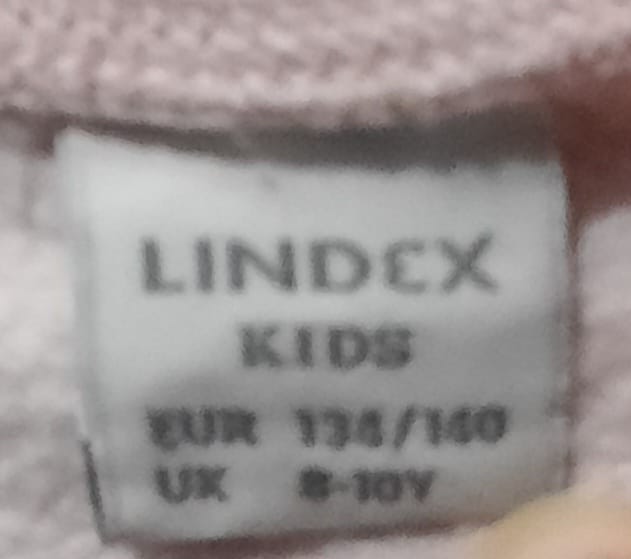 LINDEX
KIDS
EUR 134/140
UK 8-10Y